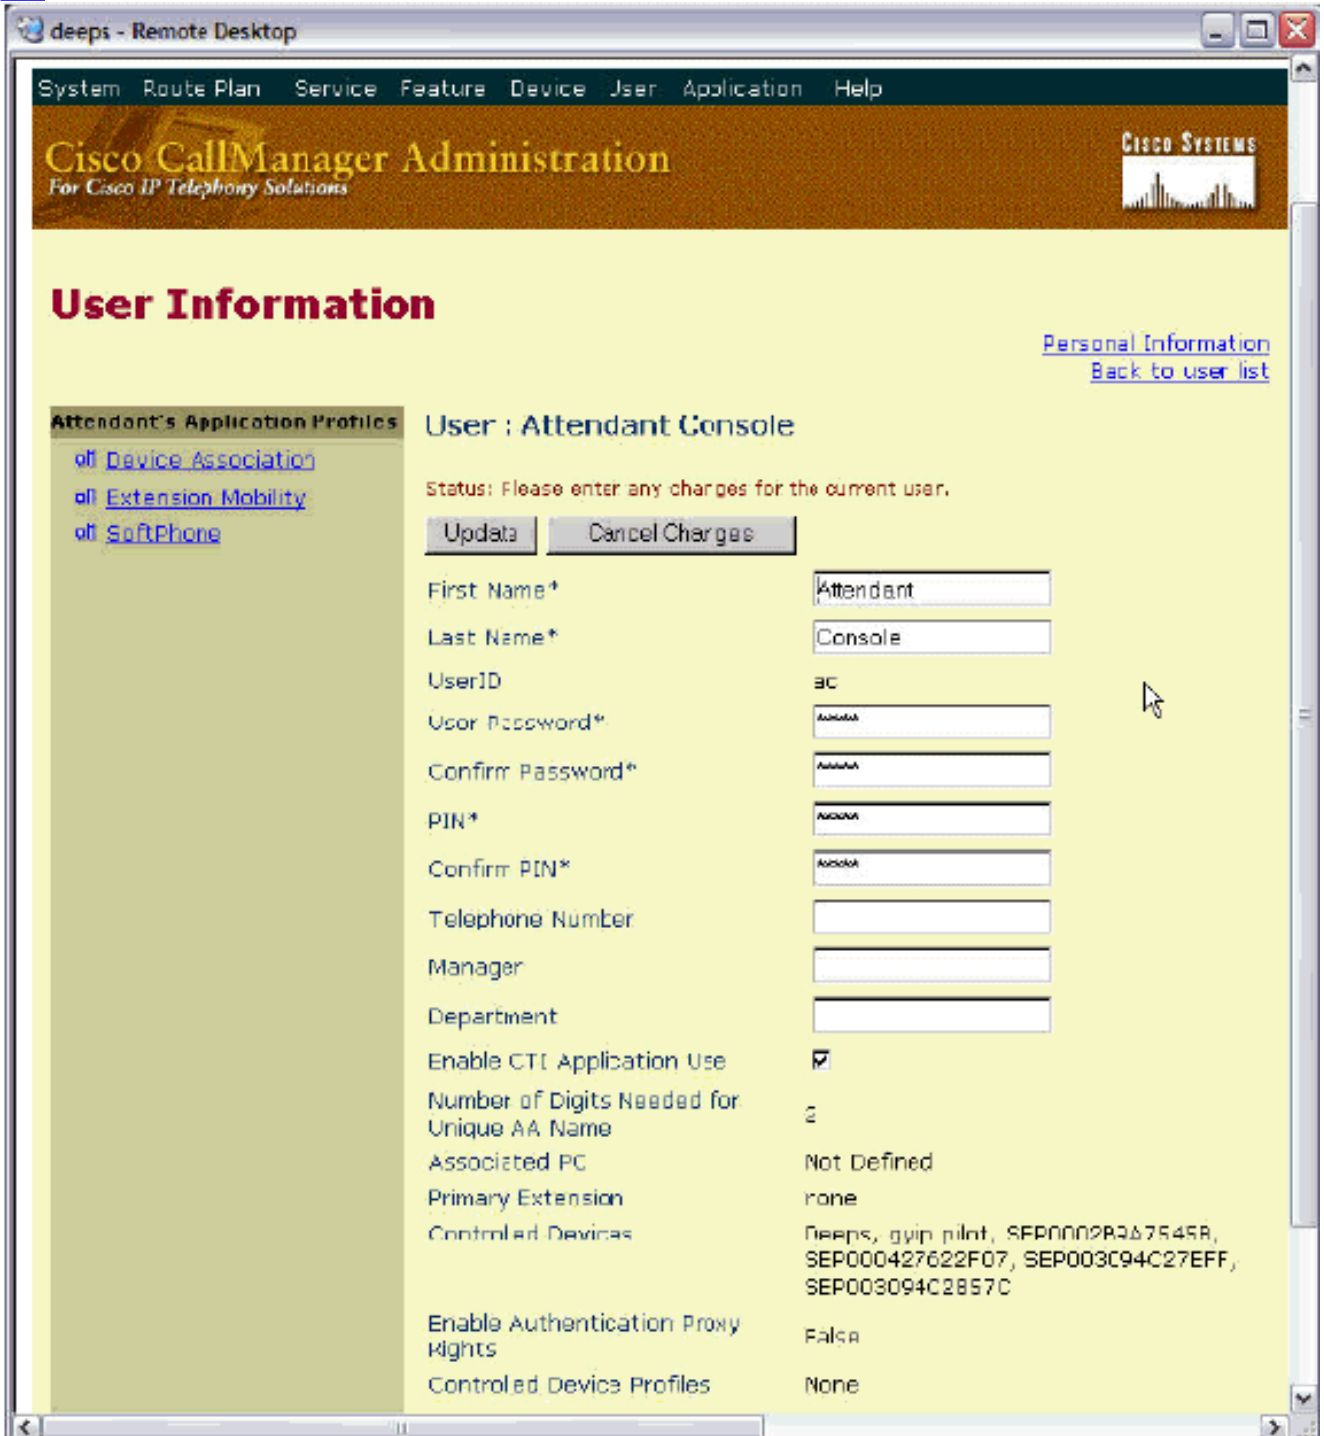 deeps - Remote Desktop
System Route Plan Service Feature Device User Application Help
Cisco CallManager Administration
For Cisco IP Telephony Solutions
CISCO SYSTEMS
User Information
Personal Information
Back to user list
Attendant's Application Profiles
Device Association
Extension Mobility
SoftPhone
User : Attendant Console
Status: Please enter any changes for the current user.
Update Cancel Changes
First Name* Attendant
Last Name* Console
UserID ac
User Password* *****
Confirm Password* *****
PIN* *****
Confirm PIN* *****
Telephone Number
Manager
Department
Enable CTI Application Use
Number of Digits Needed for
Unique AA Name 2
Associated PC Not Defined
Primary Extension none
Controlled Devices Deeps, gyip pilot,
SEP000427622F07, SEP003094C27EFF,
SEP003094C2857C
Enable Authentication Proxy
Rights False
Controled Device Profiles None